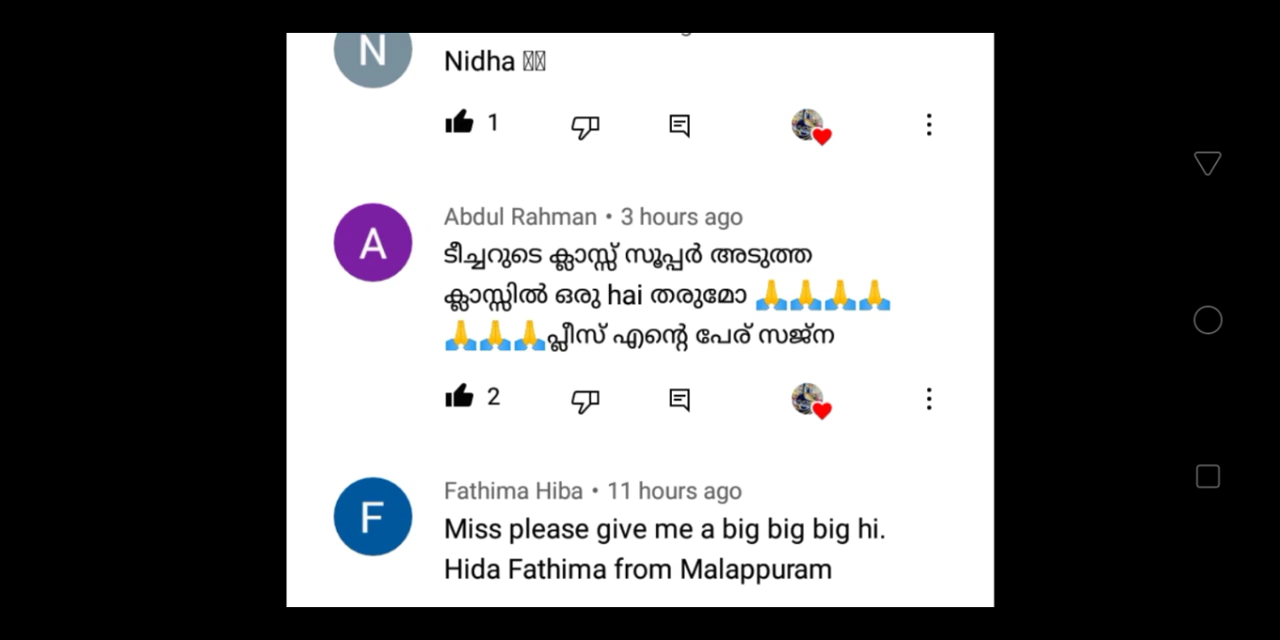 N
Nidha
1
A
Abdul Rahman • 3 hours ago
ടീച്ചറുടെ ക്ലാസ്സ് സൂപ്പർ അടുത്ത
ക്ലാസ്സിൽ ഒരു hai തരുമോ 🙏🙏🙏🙏
🙏🙏🙏പ്ലീസ് എന്റെ പേര് സജ്ന
2
F
Fathima Hiba • 11 hours ago
Miss please give me a big big big hi.
Hida Fathima from Malappuram